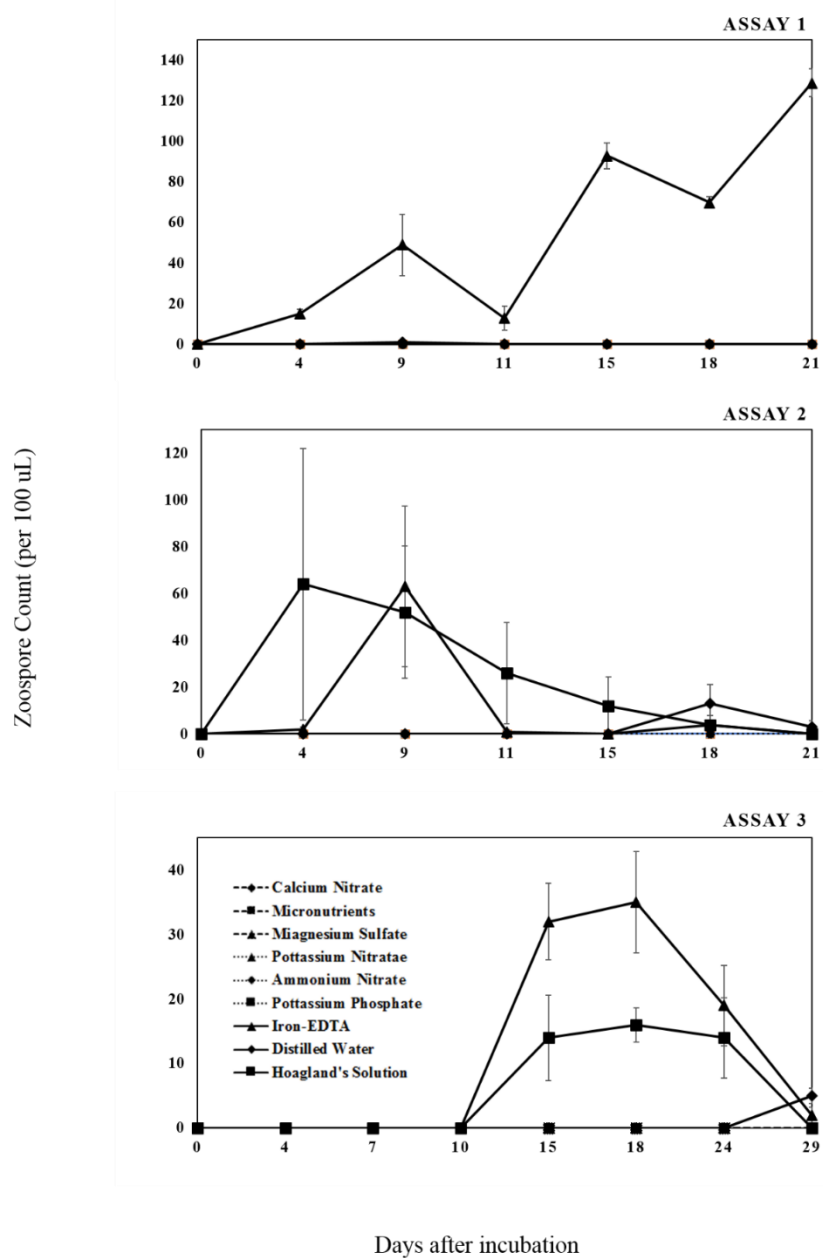 ASSAY 1
140
120
100
80
60
40
20
0
0 4 9 11 15 18 21
ASSAY 2
Zoospore Count (per 100 uL)
120
100
80
60
40
20
0
0 4 9 11 15 18 21
ASSAY 3
40
30
20
10
0
Calcium Nitrate
Micronutrients
Miagnesium Sulfate
Pottassium Nitratae
Ammonium Nitrate
Pottassium Phosphate
Iron-EDTA
Distilled Water
Hoagland's Solution
0 4 7 10 15 18 24 29
Days after incubation